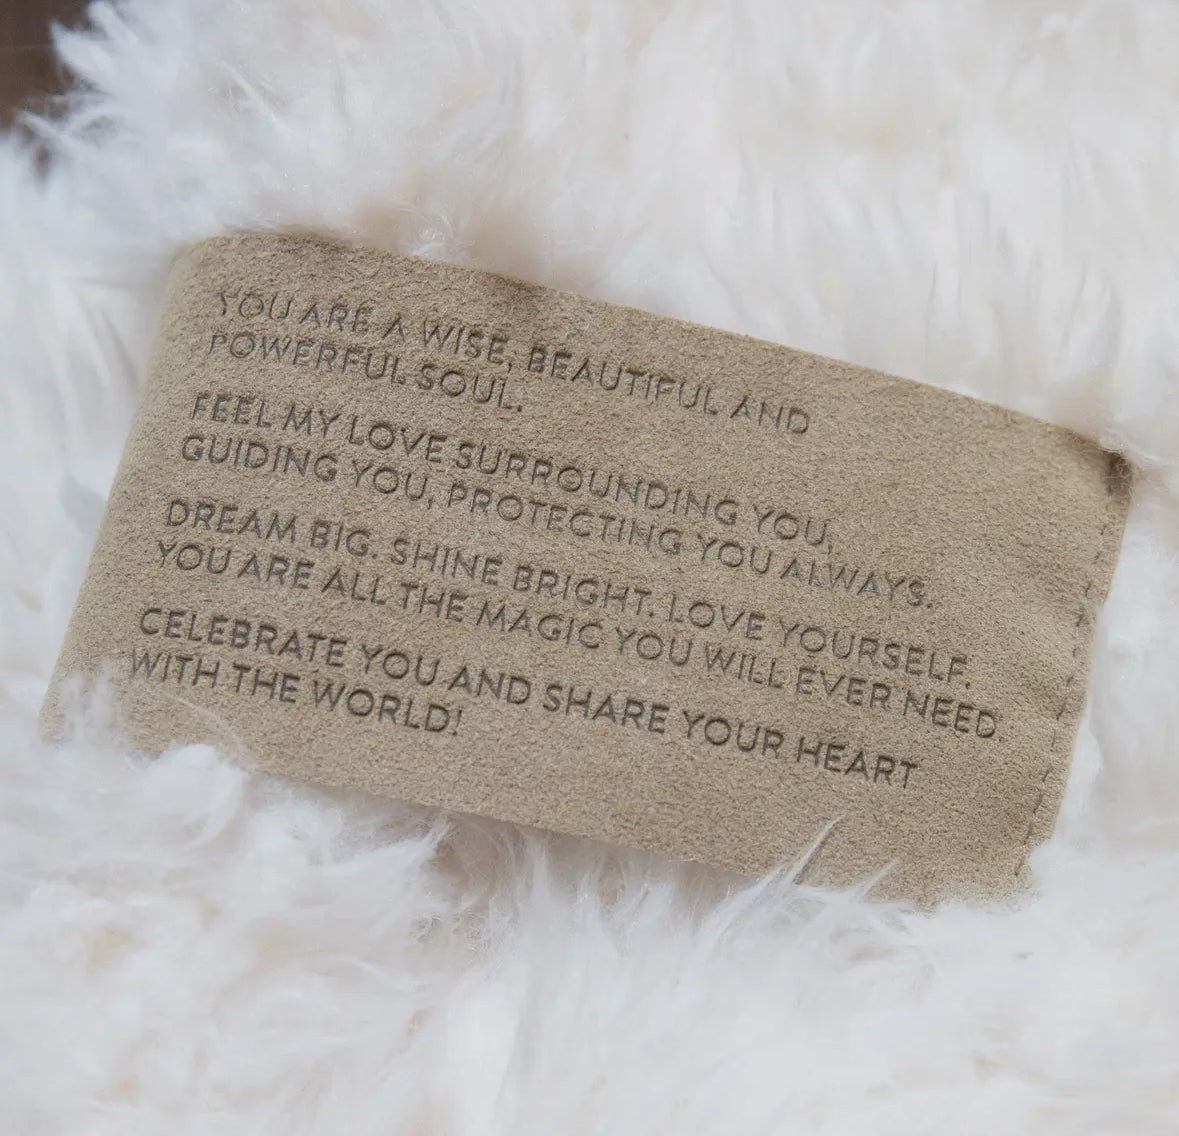 YOU ARE A WISE, BEAUTIFUL AND
POWERFUL SOUL.
FEEL MY LOVE SURROUNDING YOU,
GUIDING YOU, PROTECTING YOU ALWAYS.
DREAM BIG. SHINE BRIGHT. LOVE YOURSELF.
YOU ARE ALL THE MAGIC YOU WILL EVER NEED.
CELEBRATE YOU AND SHARE YOUR HEART
WITH THE WORLD!